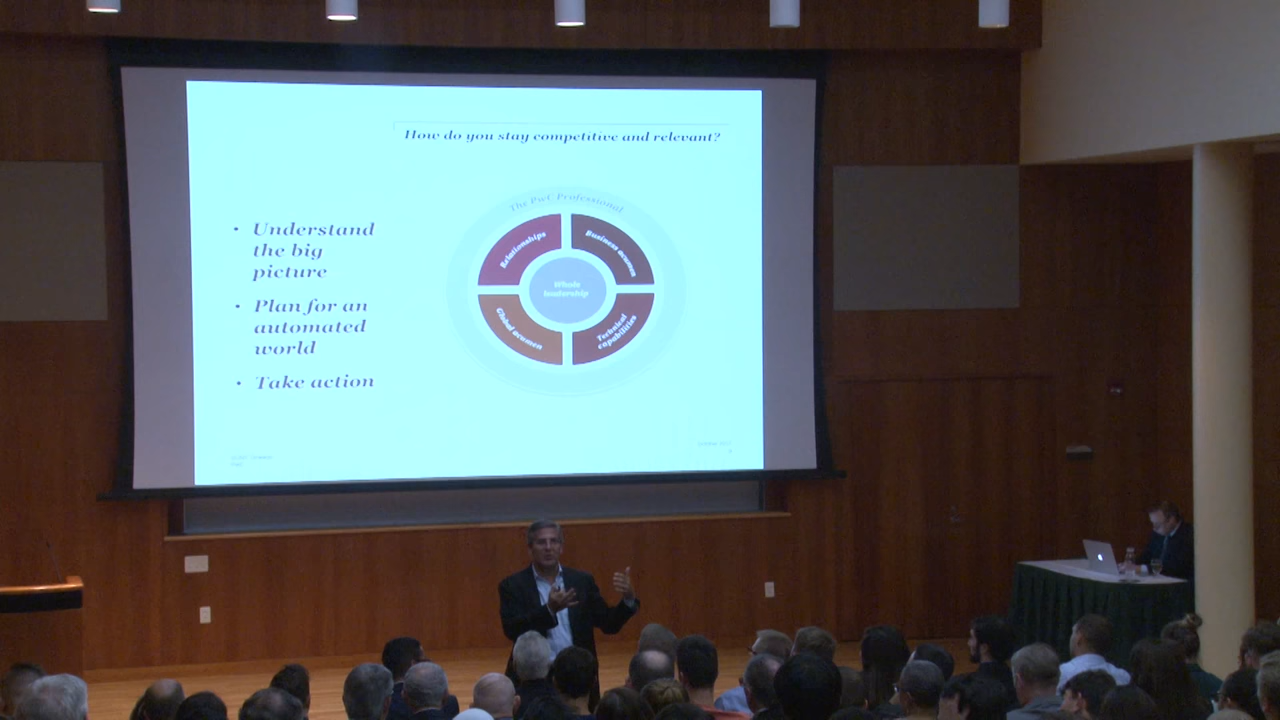 How do you stay competitive and relevant?
• Understand
the big
picture
• Plan for an
automated
world
• Take action
The PwC Professional
Relationships
Business acumen
Whole
leadership
Global acumen
Technical
capabilities
PwC